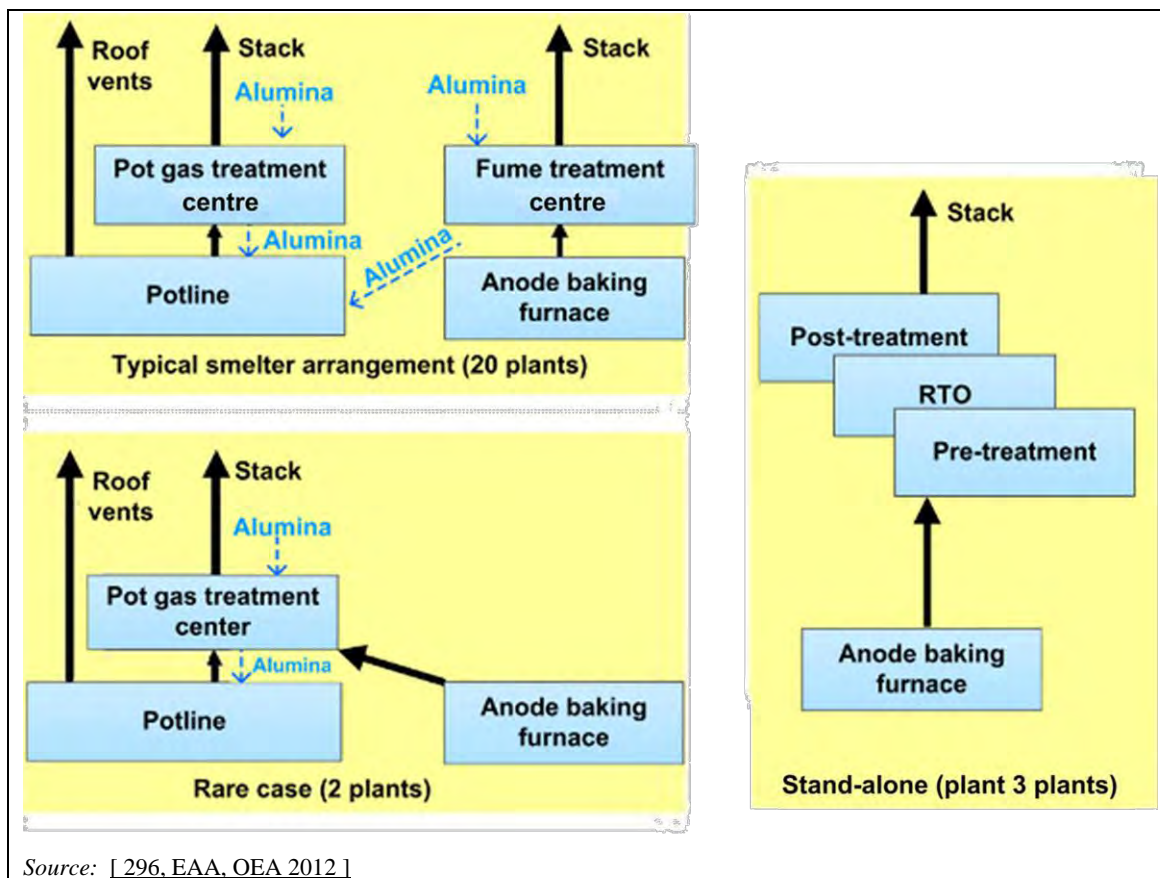 Roof
vents
Stack
Alumina
Alumina
Stack
Pot gas treatment
centre
Fume treatment
centre
Alumina
Alumina
Potline
Anode baking
furnace
Typical smelter arrangement (20 plants)
Roof
vents
Stack
Alumina
Pot gas treatment
center
Alumina
Potline
Anode baking
furnace
Rare case (2 plants)
Stack
Post-treatment
RTO
Pre-treatment
Anode baking
furnace
Stand-alone (plant 3 plants)
Source: [ 296, EAA, OEA 2012 ]